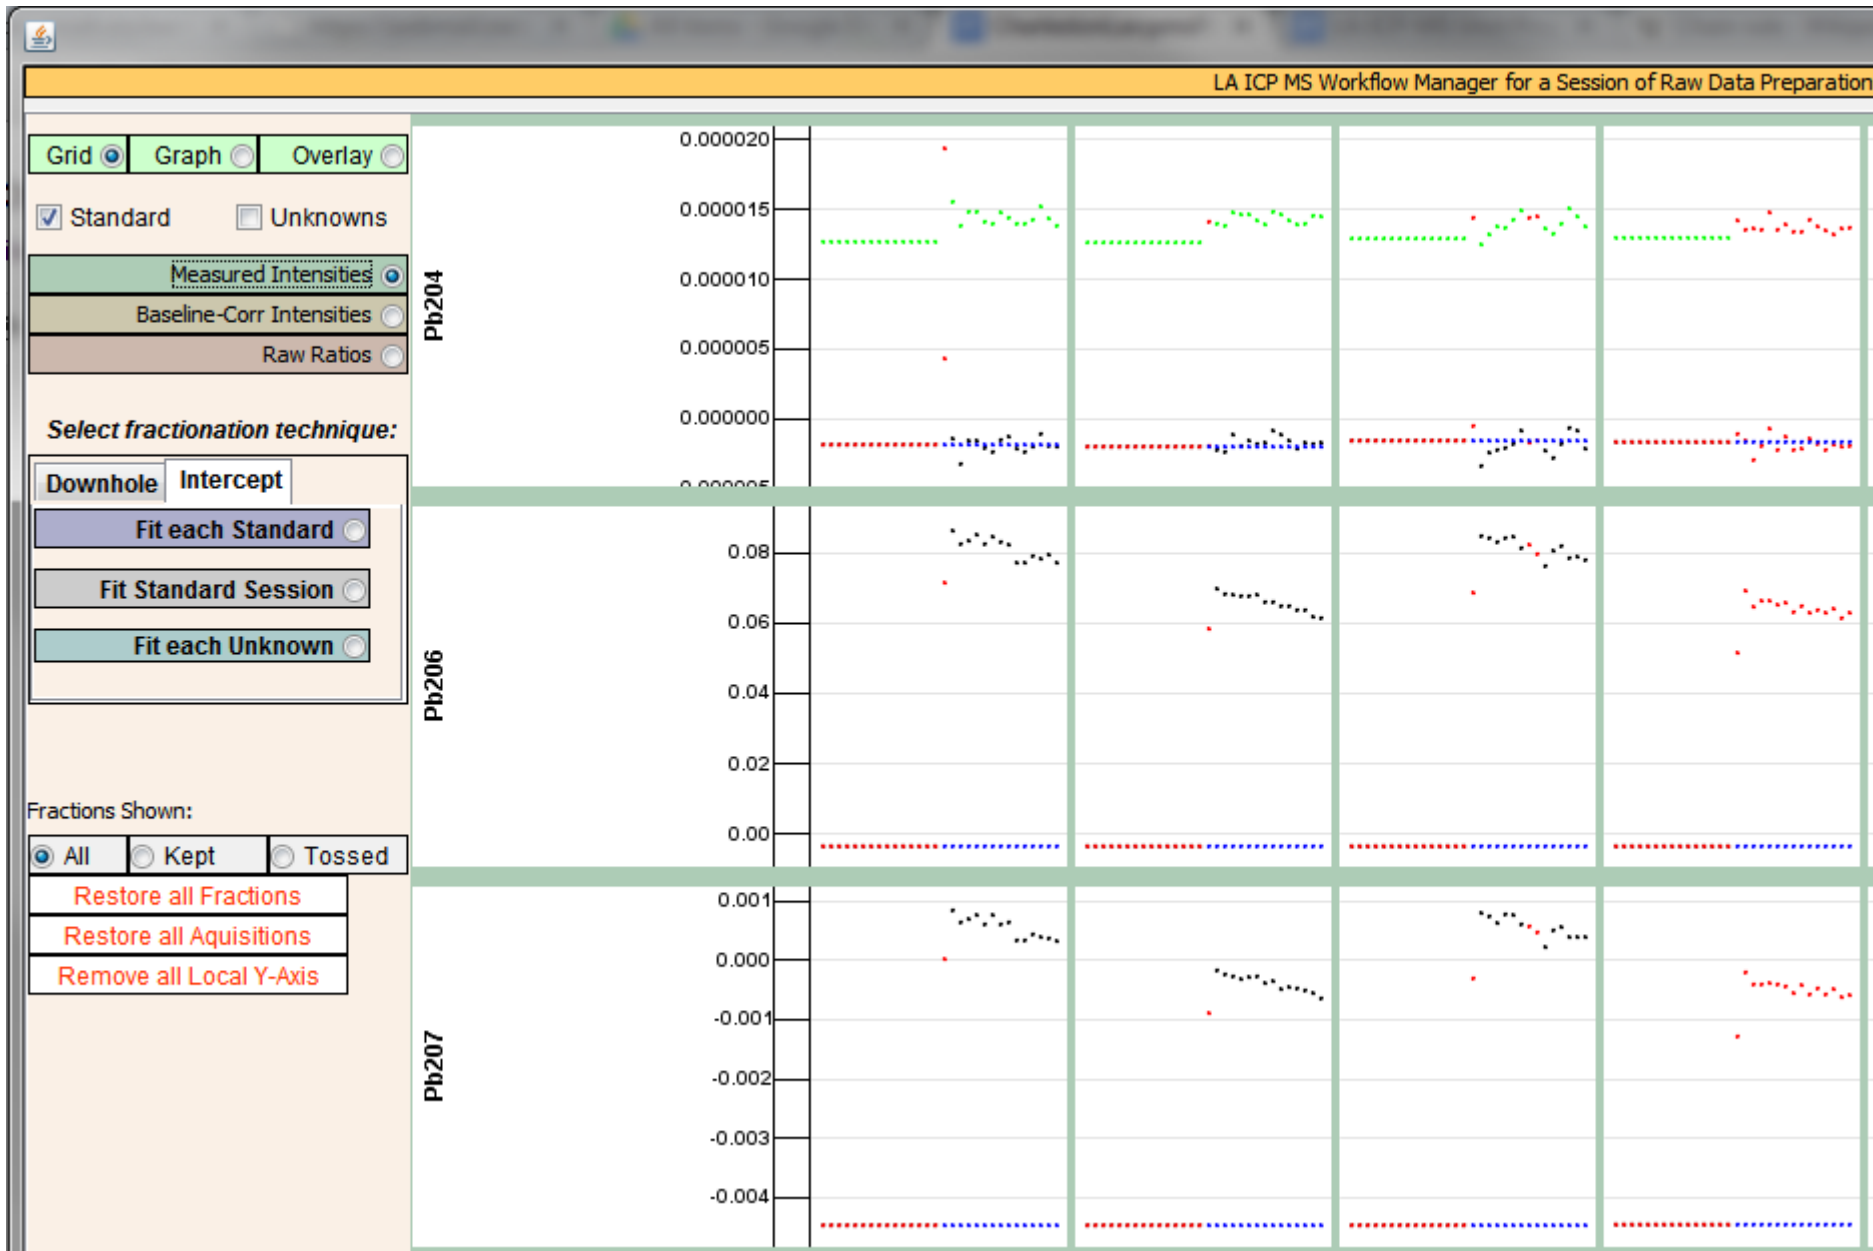 LA ICP MS Workflow Manager for a Session of Raw Data Preparation
Grid Graph Overlay
Standard Unknowns
Measured Intensities
Baseline-Corr Intensities
Raw Ratios
Select fractionation technique:
Downhole Intercept
Fit each Standard
Fit Standard Session
Fit each Unknown
Fractions Shown:
All Kept Tossed
Restore all Fractions
Restore all Aquisitions
Remove all Local Y-Axis
Pb204
0.000020
0.000015
0.000010
0.000005
0.000000
Pb206
0.08
0.06
0.04
0.02
0.00
Pb207
0.001
0.000
-0.001
-0.002
-0.003
-0.004